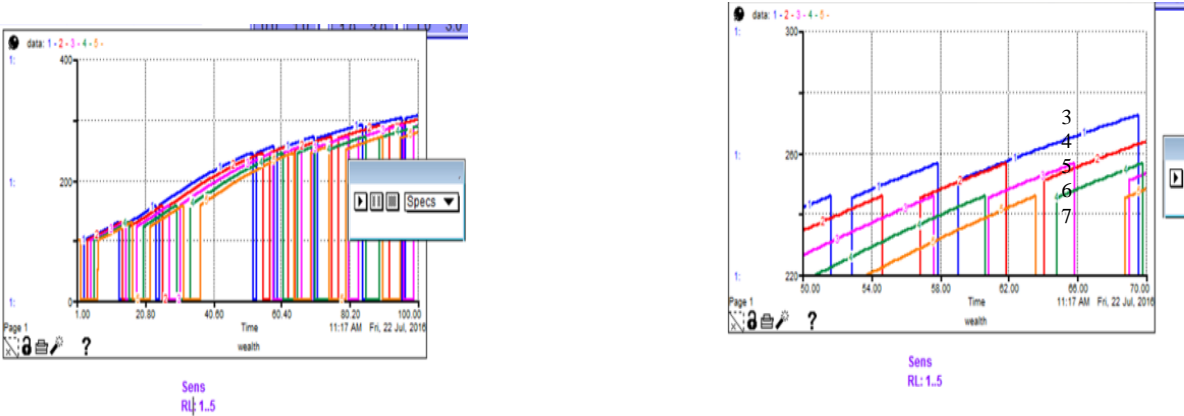 data: 1 - 2 - 3 - 4 - 5 -
1:
400
1:
200
1:
0
1.00
20.80
40.60
60.40
80.20
100.00
Page 1
Time
11:17 AM Fri, 22 Jul, 2016
wealth
?
Specs
Sens
RL: 1..5
data: 1 - 2 - 3 - 4 - 5 -
1:
300
1:
260
1:
220
3
4
5
6
7
50.00
54.00
58.00
62.00
66.00
70.00
Page 1
Time
11:17 AM Fri, 22 Jul, 2016
wealth
?
Sens
RL: 1..5